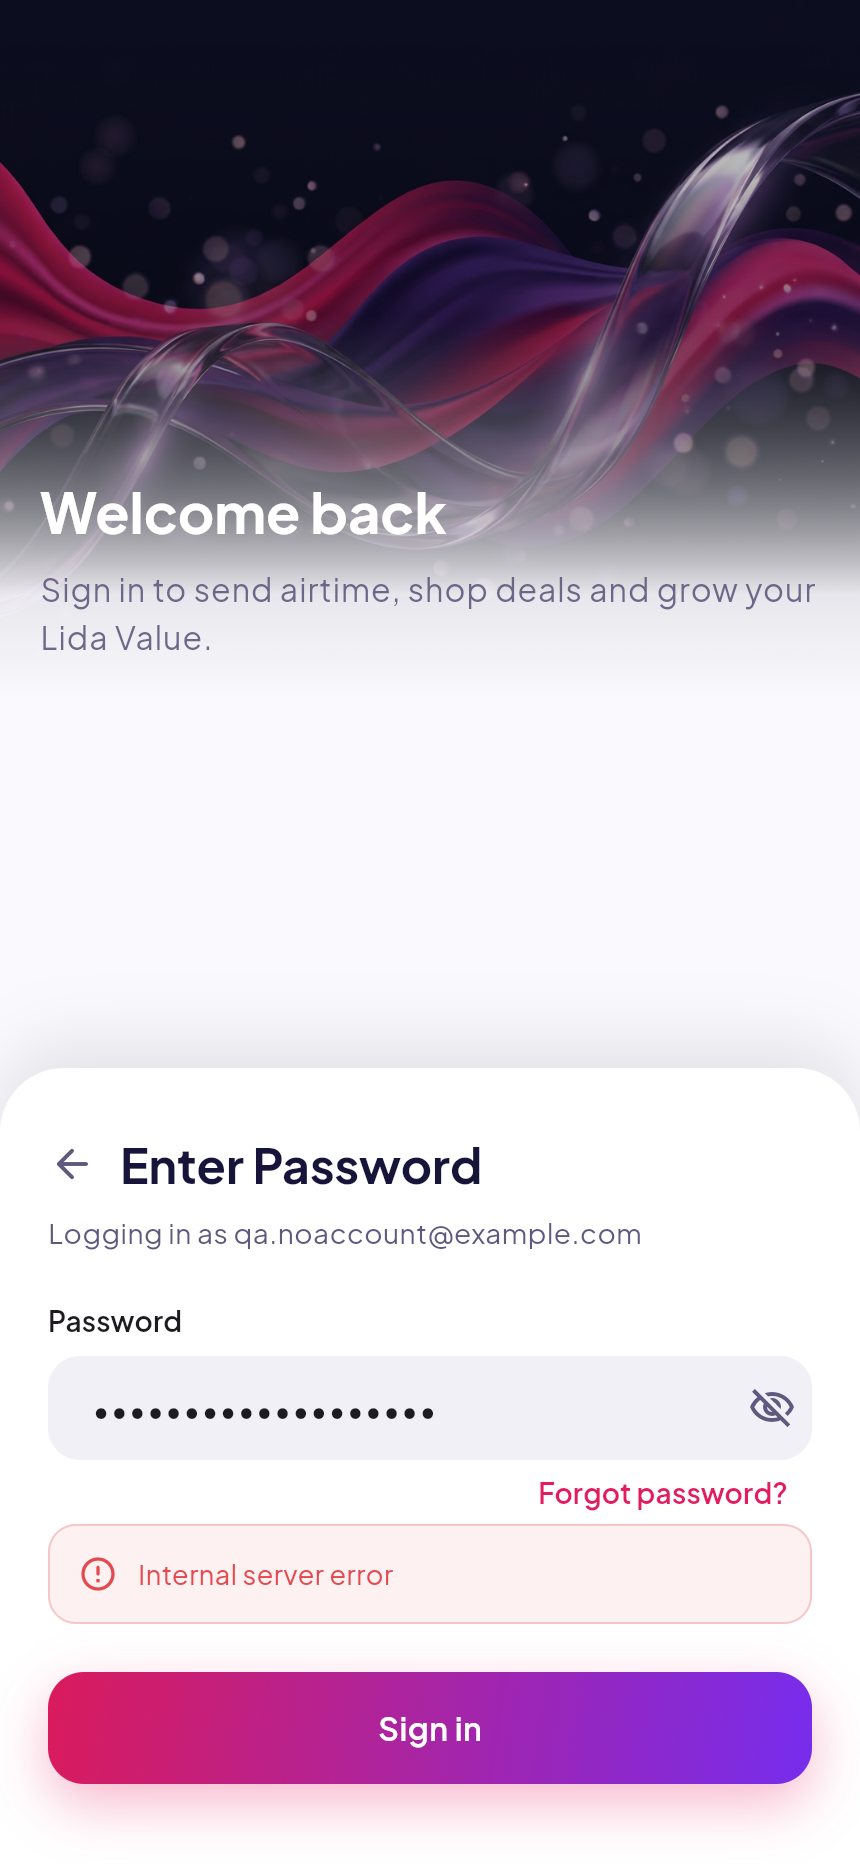 Welcome back
Sign in to send airtime, shop deals and grow your
Lida Value.
Enter Password
Logging in as qa.noaccount@example.com
Password
•••••••••••••••••••
Forgot password?
Internal server error
Sign in